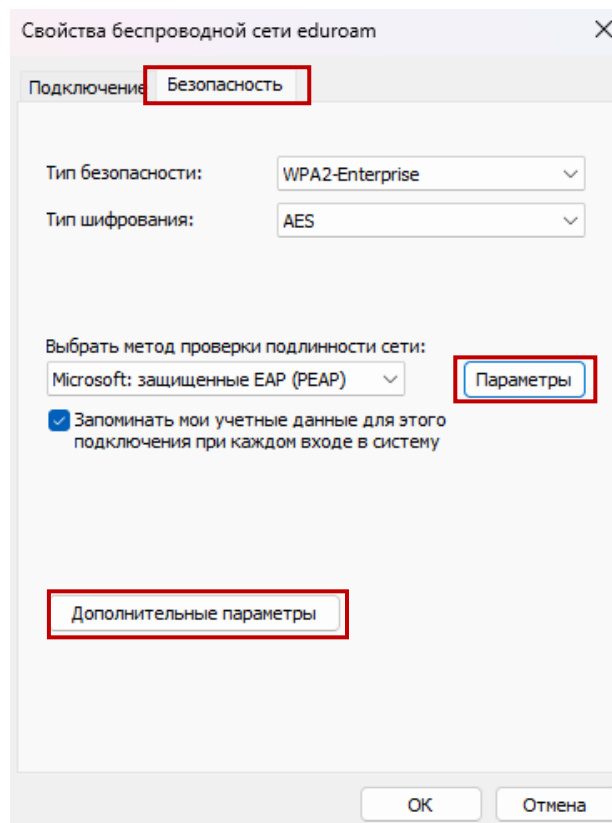 Свойства беспроводной сети eduroam
Подключение Безопасность
Тип безопасности: WPA2-Enterprise
Тип шифрования: AES
Выбрать метод проверки подлинности сети:
Microsoft: защищенные EAP (PEAP) Параметры
Запоминать мои учетные данные для этого
подключения при каждом входе в систему
Дополнительные параметры
ОК Отмена